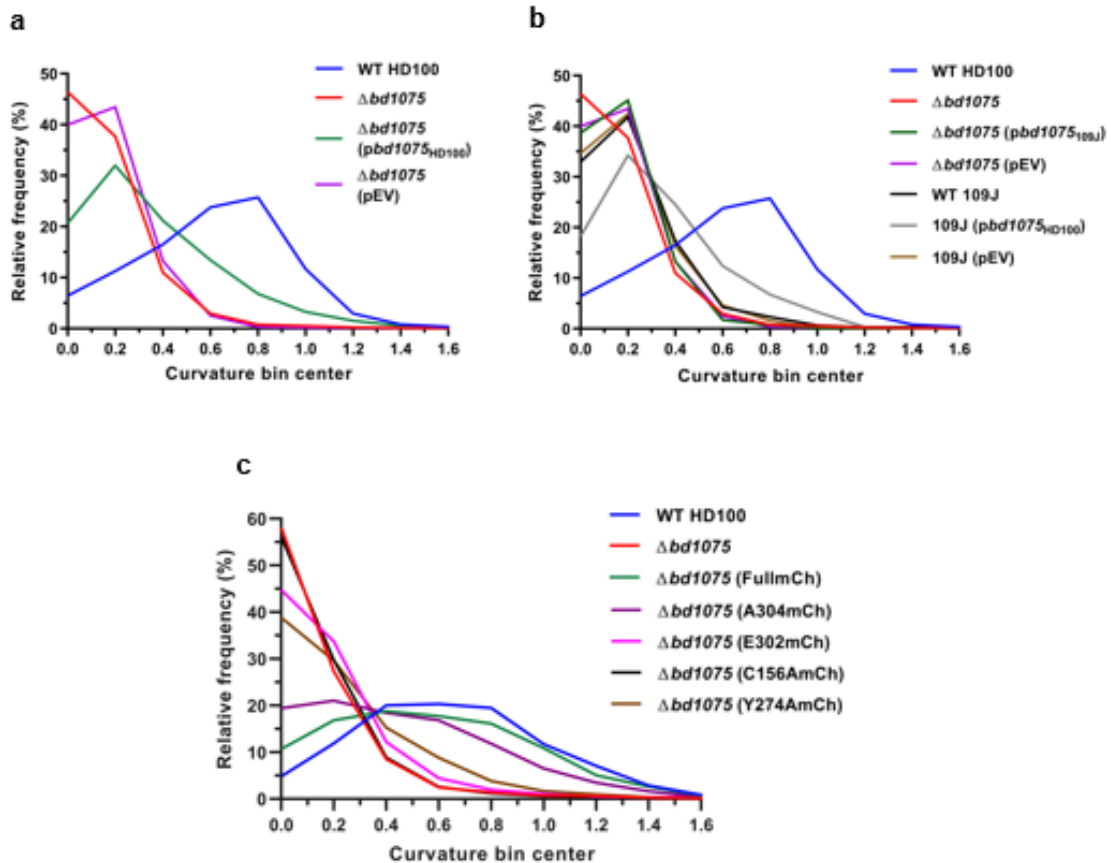 a
Relative frequency (%)
50
40
30
20
10
0
0.0 0.2 0.4 0.6 0.8 1.0 1.2 1.4 1.6
Curvature bin center
WT HD100
Δbd1075
Δbd1075
(pbd1075HD100)
Δbd1075
(pEV)
b
Relative frequency (%)
50
40
30
20
10
0
0.0 0.2 0.4 0.6 0.8 1.0 1.2 1.4 1.6
Curvature bin center
WT HD100
Δbd1075
Δbd1075 (pbd1075109J)
Δbd1075 (pEV)
WT 109J
109J (pbd1075HD100)
109J (pEV)
c
Relative frequency (%)
60
50
40
30
20
10
0
0.0 0.2 0.4 0.6 0.8 1.0 1.2 1.4 1.6
Curvature bin center
WT HD100
Δbd1075
Δbd1075 (FullmCh)
Δbd1075 (A304mCh)
Δbd1075 (E302mCh)
Δbd1075 (C156AmCh)
Δbd1075 (Y274AmCh)